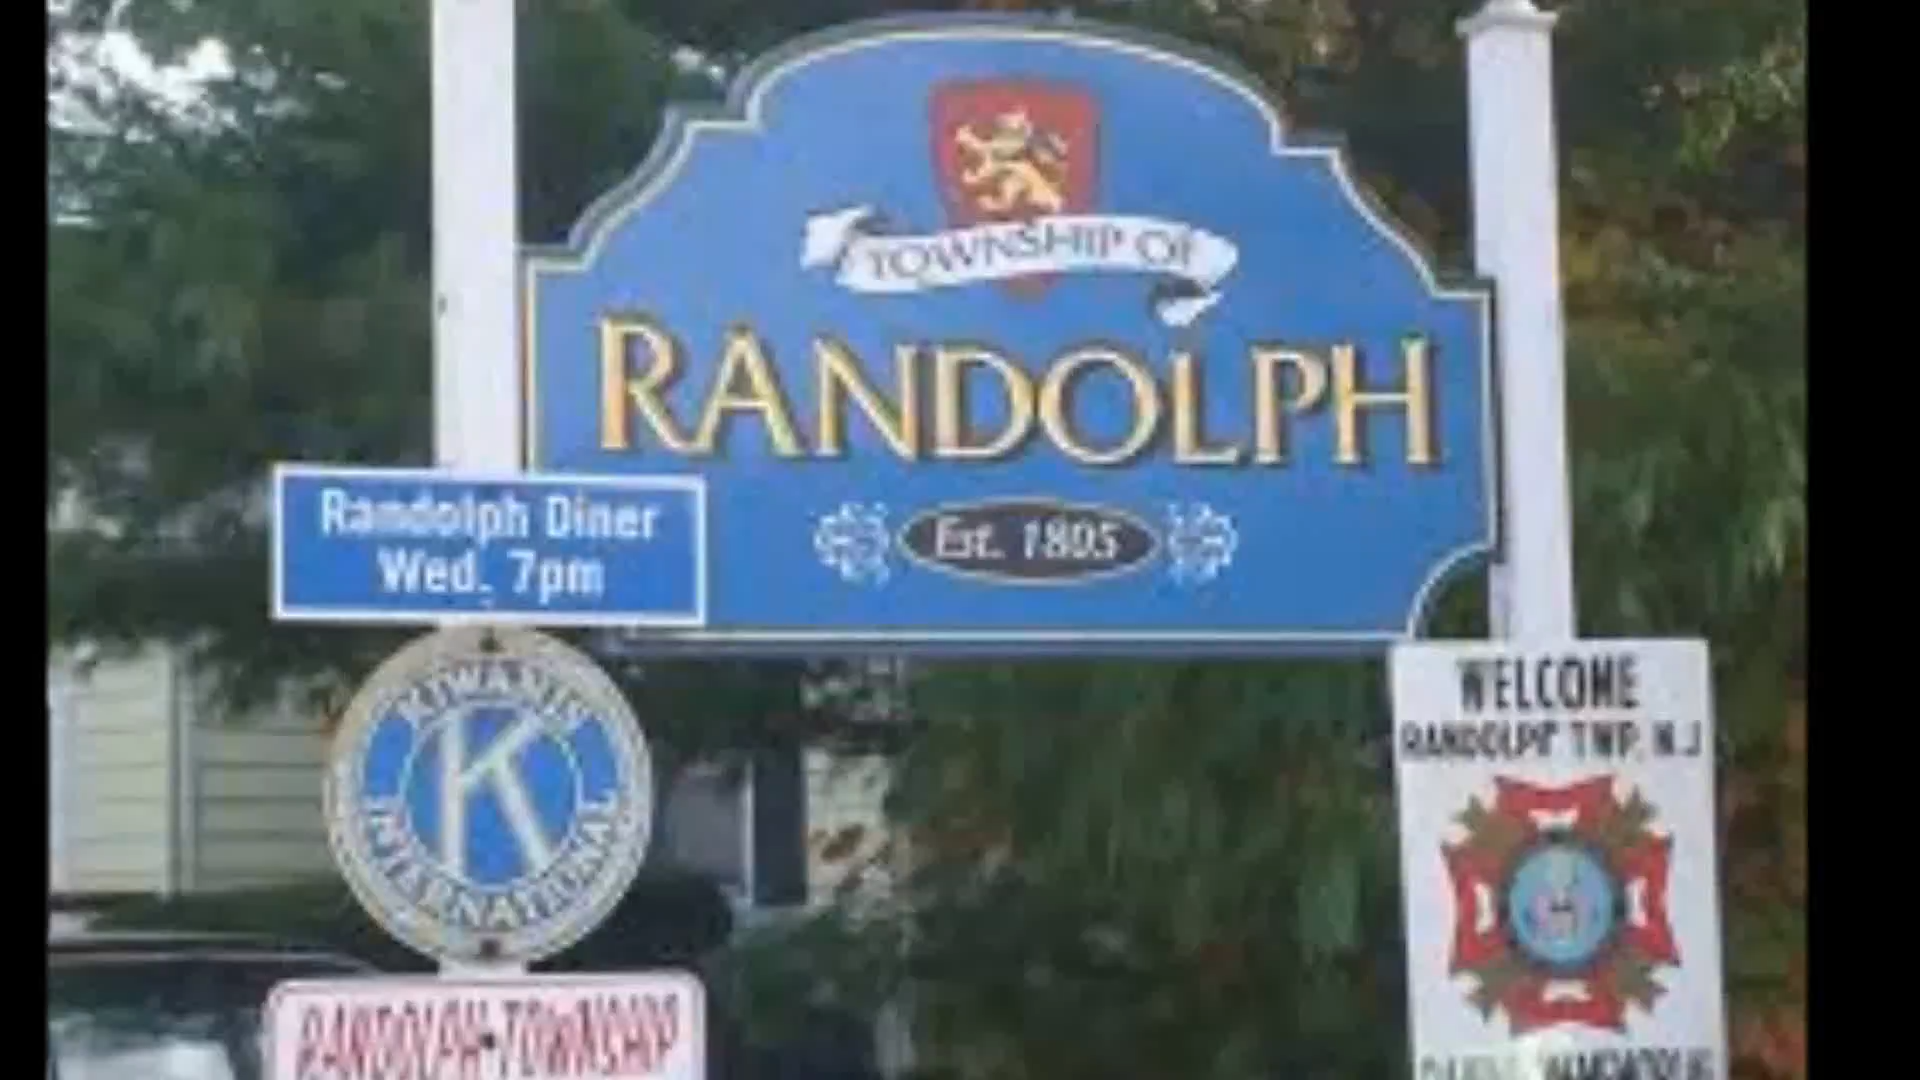 TOWNSHIP OF
RANDOLPH
Est. 1805
Randolph Diner
Wed. 7pm
KIWANIS
K
INTERNATIONAL
RANDOLPH TOWNSHIP
WELCOME
RANDOLPH TWP. N.J